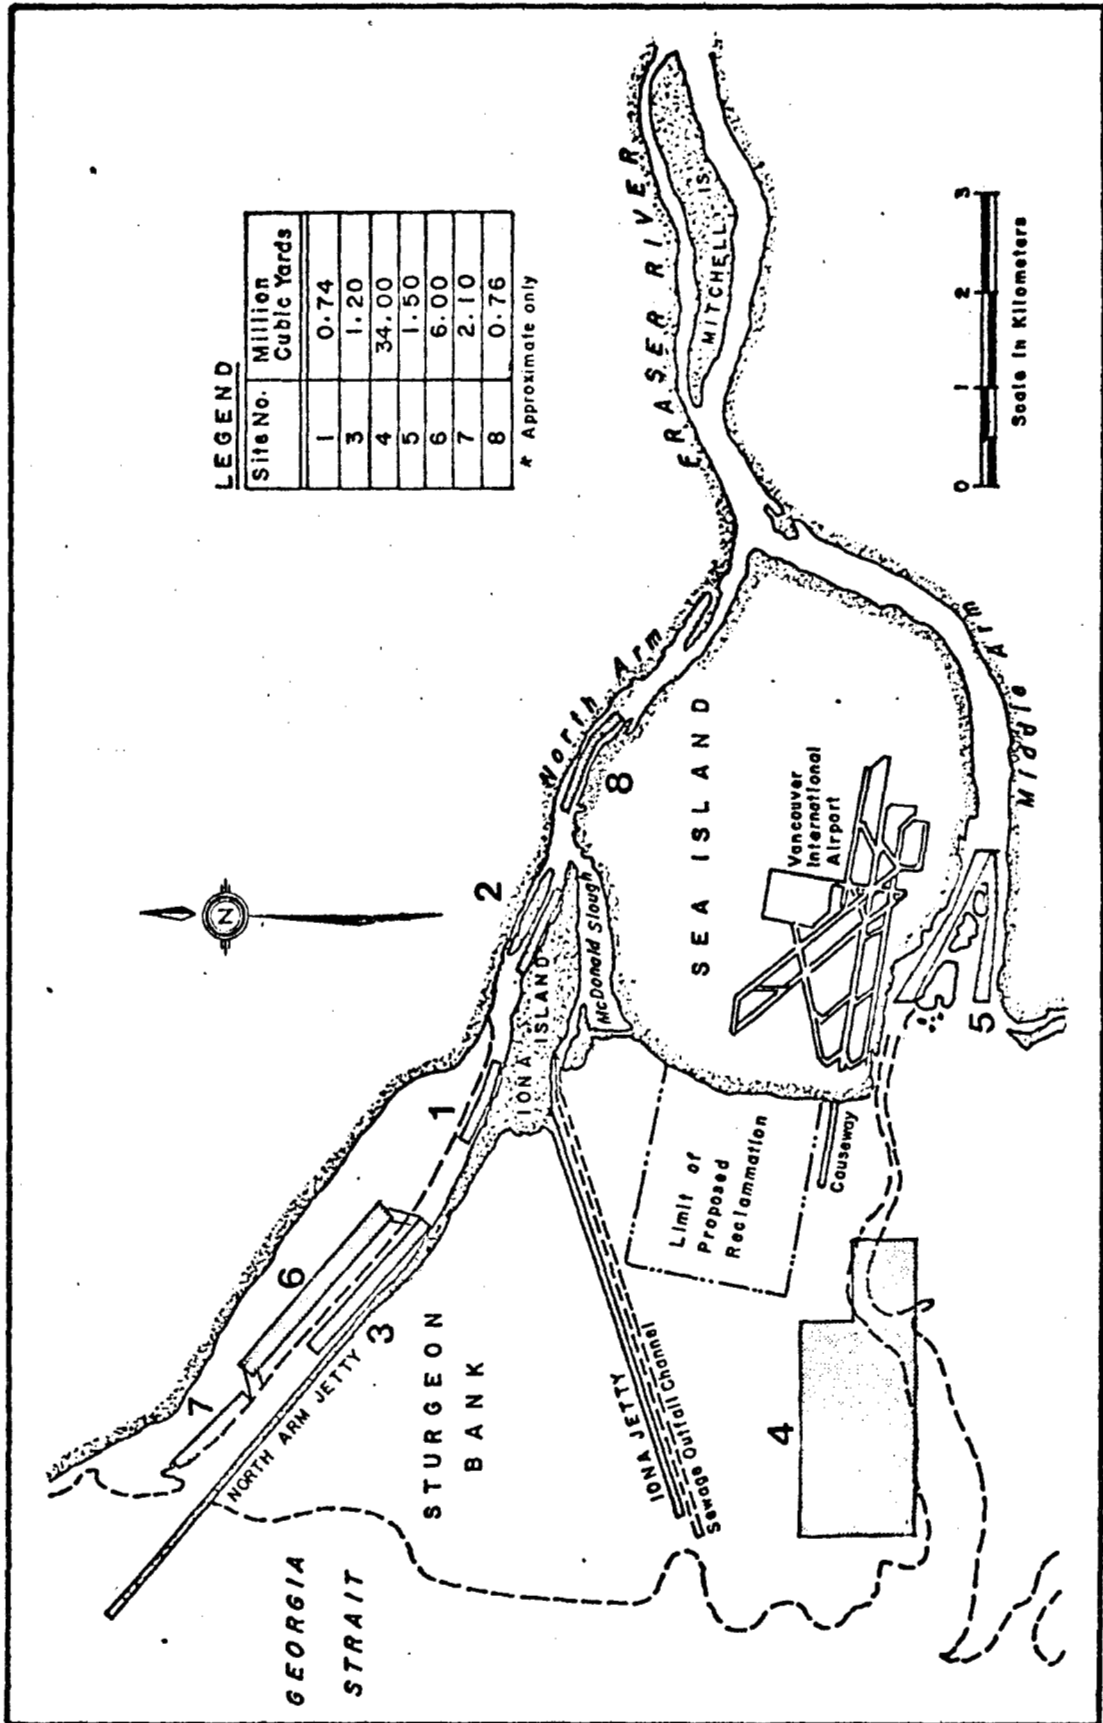 LEGEND
Site No. Million Cubic Yards
1 0.74
3 1.20
4 34.00
5 1.50
6 6.00
7 2.10
8 0.76
* Approximate only
N
GEORGIA
STRAIT
7
6
NORTH ARM JETTY
3
1
2
STURGEON
BANK
IONA ISLAND
McDonald Slough
North Arm
8
FRASER RIVER
MITCHELL IS.
IONA JETTY
Sewage Outfall Channel
Limit of
Proposed
Reclammation
SEA ISLAND
Vancouver
International
Airport
Causeway
4
5
Middle Arm
0 1 2 3
Scale in Kilometers